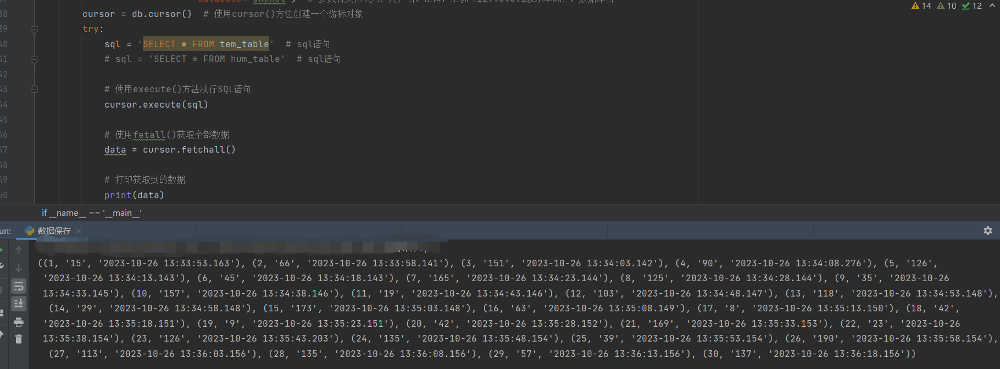 14 10 12
38 cursor = db.cursor()  # 使用cursor()方法创建一个游标对象
39 try:
40 sql = 'SELECT * FROM tem_table'  # sql语句
41 # sql = 'SELECT * FROM hum_table'  # sql语句
42
43 # 使用execute()方法执行SQL语句
44 cursor.execute(sql)
45
46 # 使用fetall()获取全部数据
47 data = cursor.fetchall()
48
49 # 打印获取到的数据
50 print(data)
if __name__ == '__main__'
un: 数据保存
((1, '15', '2023-10-26 13:33:53.163'), (2, '66', '2023-10-26 13:33:58.141'), (3, '151', '2023-10-26 13:34:03.142'), (4, '90', '2023-10-26 13:34:08.276'), (5, '126',
'2023-10-26 13:34:13.143'), (6, '45', '2023-10-26 13:34:18.143'), (7, '165', '2023-10-26 13:34:23.144'), (8, '125', '2023-10-26 13:34:28.144'), (9, '35', '2023-10-26
13:34:33.145'), (10, '157', '2023-10-26 13:34:38.146'), (11, '19', '2023-10-26 13:34:43.146'), (12, '103', '2023-10-26 13:34:48.147'), (13, '118', '2023-10-26 13:34:53.148'),
(14, '29', '2023-10-26 13:34:58.148'), (15, '173', '2023-10-26 13:35:03.148'), (16, '63', '2023-10-26 13:35:08.149'), (17, '8', '2023-10-26 13:35:13.150'), (18, '42',
'2023-10-26 13:35:18.151'), (19, '9', '2023-10-26 13:35:23.151'), (20, '42', '2023-10-26 13:35:28.152'), (21, '169', '2023-10-26 13:35:33.153'), (22, '23', '2023-10-26
13:35:38.154'), (23, '126', '2023-10-26 13:35:43.203'), (24, '135', '2023-10-26 13:35:48.154'), (25, '39', '2023-10-26 13:35:53.154'), (26, '190', '2023-10-26 13:35:58.154'),
(27, '113', '2023-10-26 13:36:03.156'), (28, '135', '2023-10-26 13:36:08.156'), (29, '57', '2023-10-26 13:36:13.156'), (30, '137', '2023-10-26 13:36:18.156'))